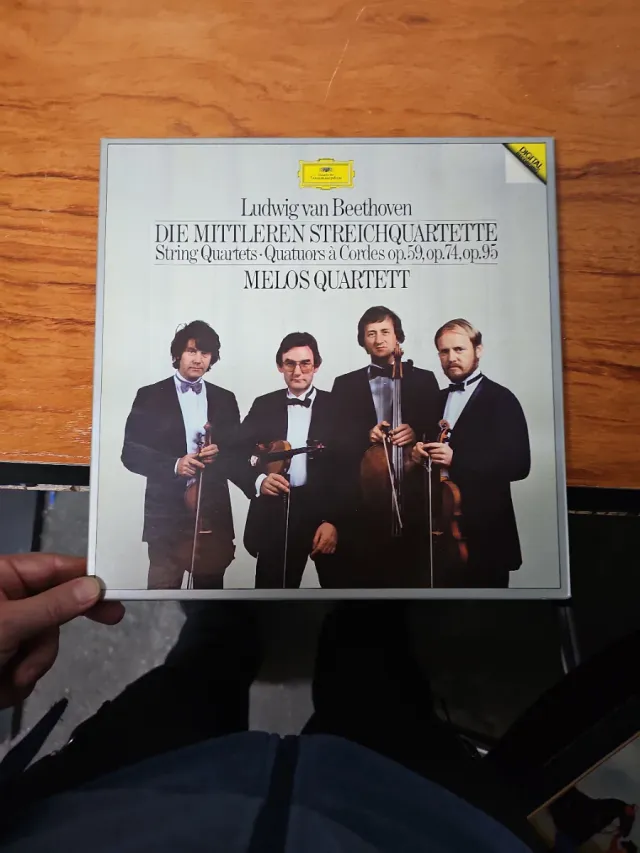 DIGITAL
Ludwig van Beethoven
DIE MITTLEREN STREICHQUARTETTE
String Quartets · Quatuors à Cordes op.59, op.74, op.95
MELOS QUARTETT